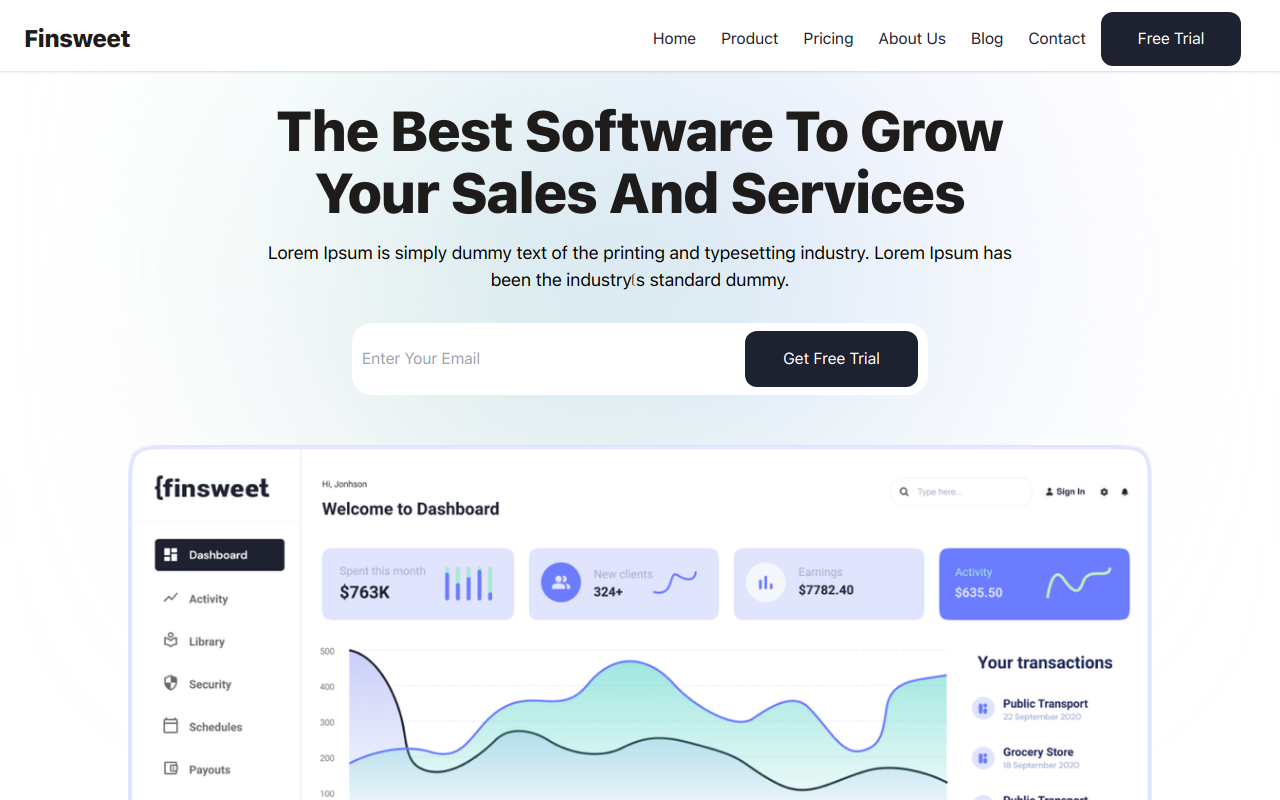 Finsweet
Home Product Pricing About Us Blog Contact Free Trial
The Best Software To Grow
Your Sales And Services
Lorem Ipsum is simply dummy text of the printing and typesetting industry. Lorem Ipsum has
been the industry(s standard dummy.
Enter Your Email Get Free Trial
{finsweet
Hi, Jonhson
Welcome to Dashboard
Type here...
Sign In
Dashboard
Activity
Library
Security
Schedules
Payouts
Spent this month
$763K
New clients
324+
Earnings
$7782.40
Activity
$635.50
500
400
300
200
100
Your transactions
Public Transport
22 September 2020
Grocery Store
18 September 2020
Public Transport